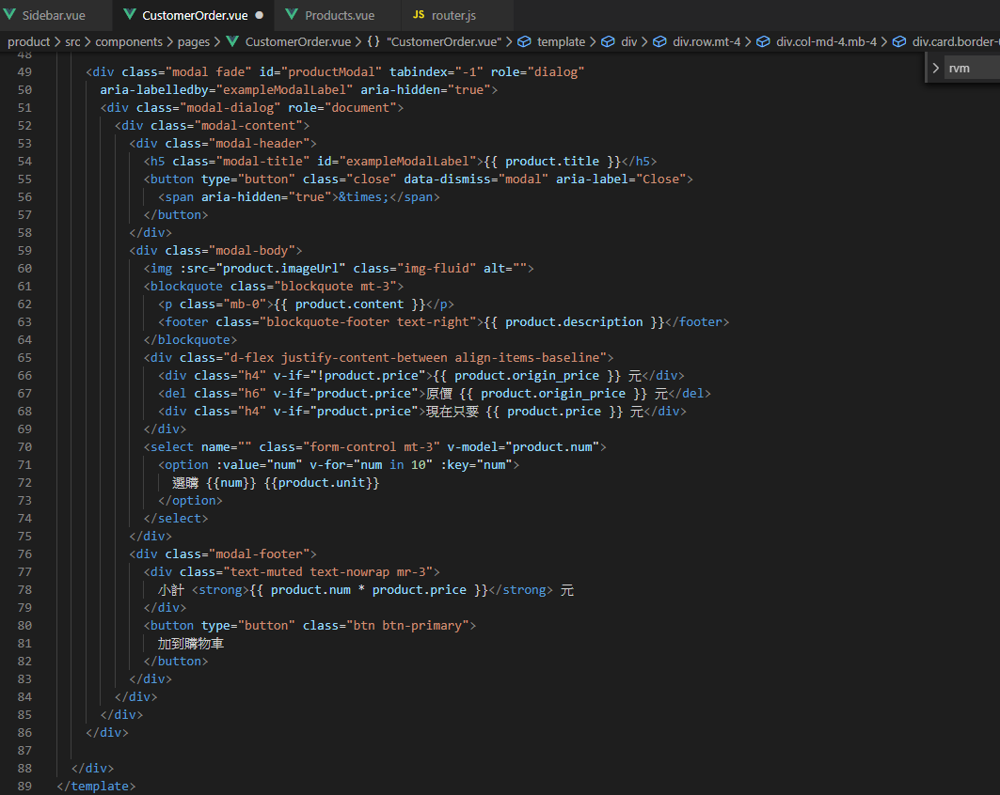 Sidebar.vue CustomerOrder.vue ● Products.vue JS router.js
product > src > components > pages > CustomerOrder.vue > {} "CustomerOrder.vue" > template > div > div.row.mt-4 > div.col-md-4.mb-4 > div.card.border-
> rvm
48
49 <div class="modal fade" id="productModal" tabindex="-1" role="dialog"
50 aria-labelledby="exampleModalLabel" aria-hidden="true">
51 <div class="modal-dialog" role="document">
52 <div class="modal-content">
53 <div class="modal-header">
54 <h5 class="modal-title" id="exampleModalLabel">{{ product.title }}</h5>
55 <button type="button" class="close" data-dismiss="modal" aria-label="Close">
56 <span aria-hidden="true">&times;</span>
57 </button>
58 </div>
59 <div class="modal-body">
60 <img :src="product.imageUrl" class="img-fluid" alt="">
61 <blockquote class="blockquote mt-3">
62 <p class="mb-0">{{ product.content }}</p>
63 <footer class="blockquote-footer text-right">{{ product.description }}</footer>
64 </blockquote>
65 <div class="d-flex justify-content-between align-items-baseline">
66 <div class="h4" v-if="!product.price">{{ product.origin_price }} 元</div>
67 <del class="h6" v-if="product.price">原價 {{ product.origin_price }} 元</del>
68 <div class="h4" v-if="product.price">現在只要 {{ product.price }} 元</div>
69 </div>
70 <select name="" class="form-control mt-3" v-model="product.num">
71 <option :value="num" v-for="num in 10" :key="num">
72 選購 {{num}} {{product.unit}}
73 </option>
74 </select>
75 </div>
76 <div class="modal-footer">
77 <div class="text-muted text-nowrap mr-3">
78 小計 <strong>{{ product.num * product.price }}</strong> 元
79 </div>
80 <button type="button" class="btn btn-primary">
81 加到購物車
82 </button>
83 </div>
84 </div>
85 </div>
86 </div>
87
88 </div>
89 </template>